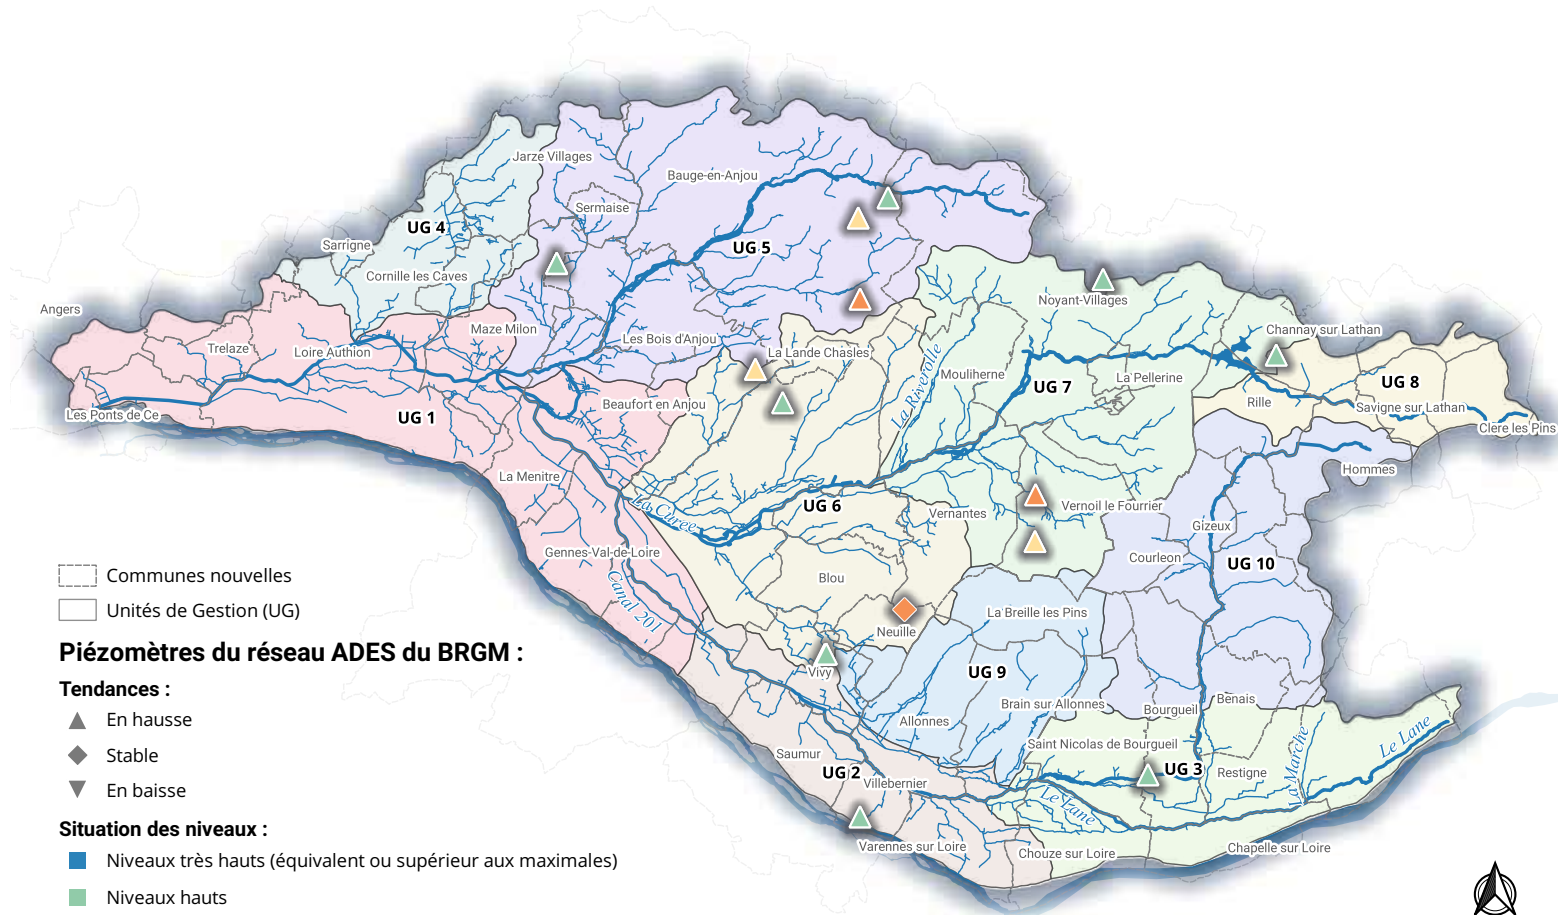 Jarze Villages
Bauge-en-Anjou
Sermaise
UG 4
Sarrigne
UG 5
Cornille les Caves
Angers
Noyant-Villages
Maze Milon
Channay sur Lathan
Trelaze
Loire Authion
Les Bois d'Anjou
La Lande Chasles
La Riverolle
Mouliherne
UG 7
La Pellerine
UG 8
Les Ponts de Ce
UG 1
Beaufort en Anjou
Rille
Savigne sur Lathan
Clere les Pins
Hommes
La Menitre
La Curee
UG 6
Vernantes
Vernoil le Fourrier
Gizeux
Gennes-Val-de-Loire
Courleon
UG 10
Canal 201
Blou
La Breille les Pins
Neuille
Vivy
UG 9
Allonnes
Brain sur Allonnes
Bourgueil
Benais
Saumur
UG 2
Villebernier
Saint Nicolas de Bourgueil
UG 3
Restigne
La Marche
Le Lane
Le Lane
Varennes sur Loire
Chouze sur Loire
Chapelle sur Loire
Communes nouvelles
Unités de Gestion (UG)
Piézomètres du réseau ADES du BRGM :
Tendances :
En hausse
Stable
En baisse
Situation des niveaux :
Niveaux très hauts (équivalent ou supérieur aux maximales)
Niveaux hauts